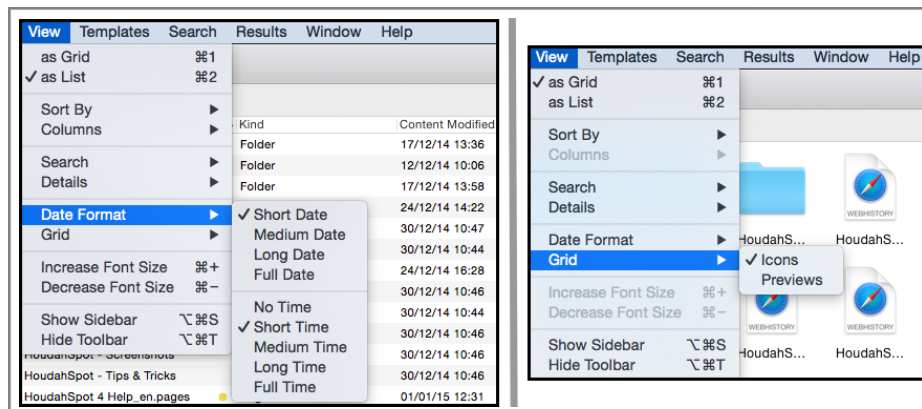 View Templates Search Results Window Help
as Grid ⌘1
✓ as List ⌘2
Sort By ▶
Columns ▶
Search ▶
Details ▶
Date Format ▶
Grid ▶
Increase Font Size ⌘+
Decrease Font Size ⌘−
Show Sidebar ⌥⌘S
Hide Toolbar ⌥⌘T
✓ Short Date
Medium Date
Long Date
Full Date
No Time
✓ Short Time
Medium Time
Long Time
Full Time
Kind Content Modified
Folder 17/12/14 13:36
Folder 12/12/14 10:06
Folder 17/12/14 13:58
24/12/14 14:22
30/12/14 10:47
30/12/14 10:44
24/12/14 16:28
30/12/14 10:46
30/12/14 10:44
30/12/14 10:46
HoudahSpot - Screenshots 30/12/14 10:46
HoudahSpot - Tips & Tricks 30/12/14 10:46
HoudahSpot 4 Help_en.pages 01/01/15 12:31
View Templates Search Results Window Help
✓ as Grid ⌘1
as List ⌘2
Sort By ▶
Columns ▶
Search ▶
Details ▶
Date Format ▶
Grid ▶
Increase Font Size ⌘+
Decrease Font Size ⌘−
Show Sidebar ⌥⌘S
Hide Toolbar ⌥⌘T
✓ Icons
Previews
WEBHISTORY
HoudahS... HoudahS...
WEBHISTORY WEBHISTORY
HoudahS... HoudahS...